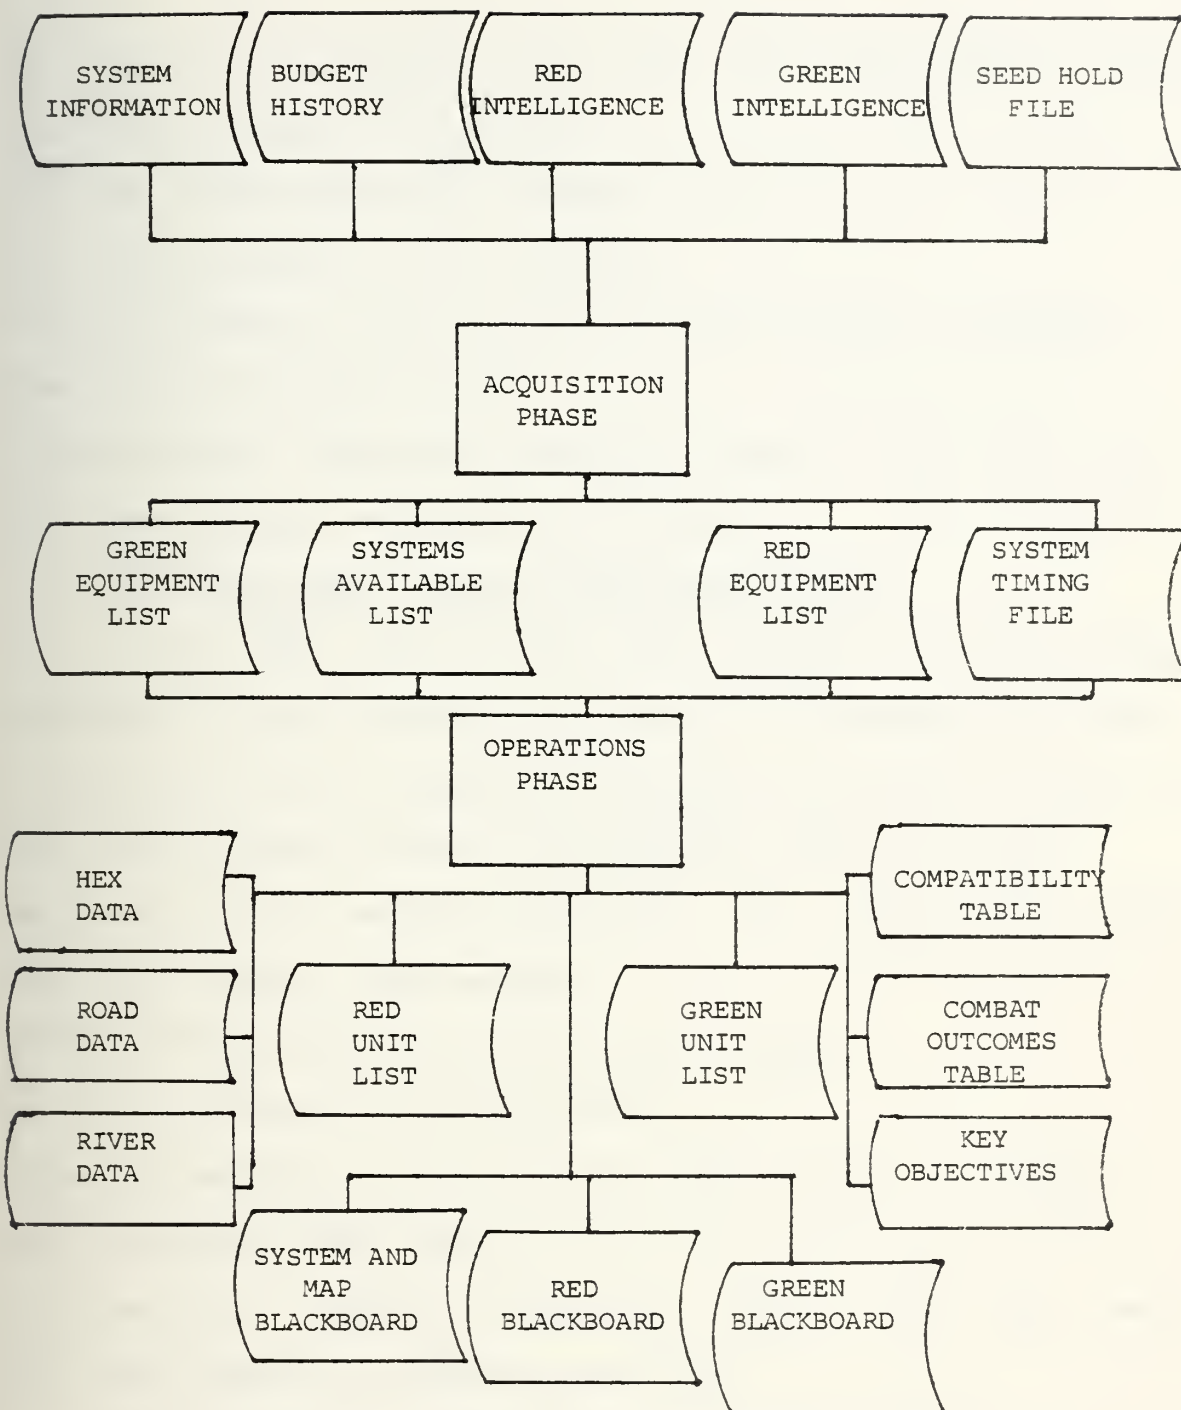 SYSTEM
INFORMATION
BUDGET
HISTORY
RED
INTELLIGENCE
GREEN
INTELLIGENCE
SEED HOLD
FILE
ACQUISITION
PHASE
GREEN
EQUIPMENT
LIST
SYSTEMS
AVAILABLE
LIST
RED
EQUIPMENT
LIST
SYSTEM
TIMING
FILE
OPERATIONS
PHASE
HEX
DATA
ROAD
DATA
RIVER
DATA
RED
UNIT
LIST
GREEN
UNIT
LIST
COMPATIBILITY
TABLE
COMBAT
OUTCOMES
TABLE
KEY
OBJECTIVES
SYSTEM AND
MAP
BLACKBOARD
RED
BLACKBOARD
GREEN
BLACKBOARD